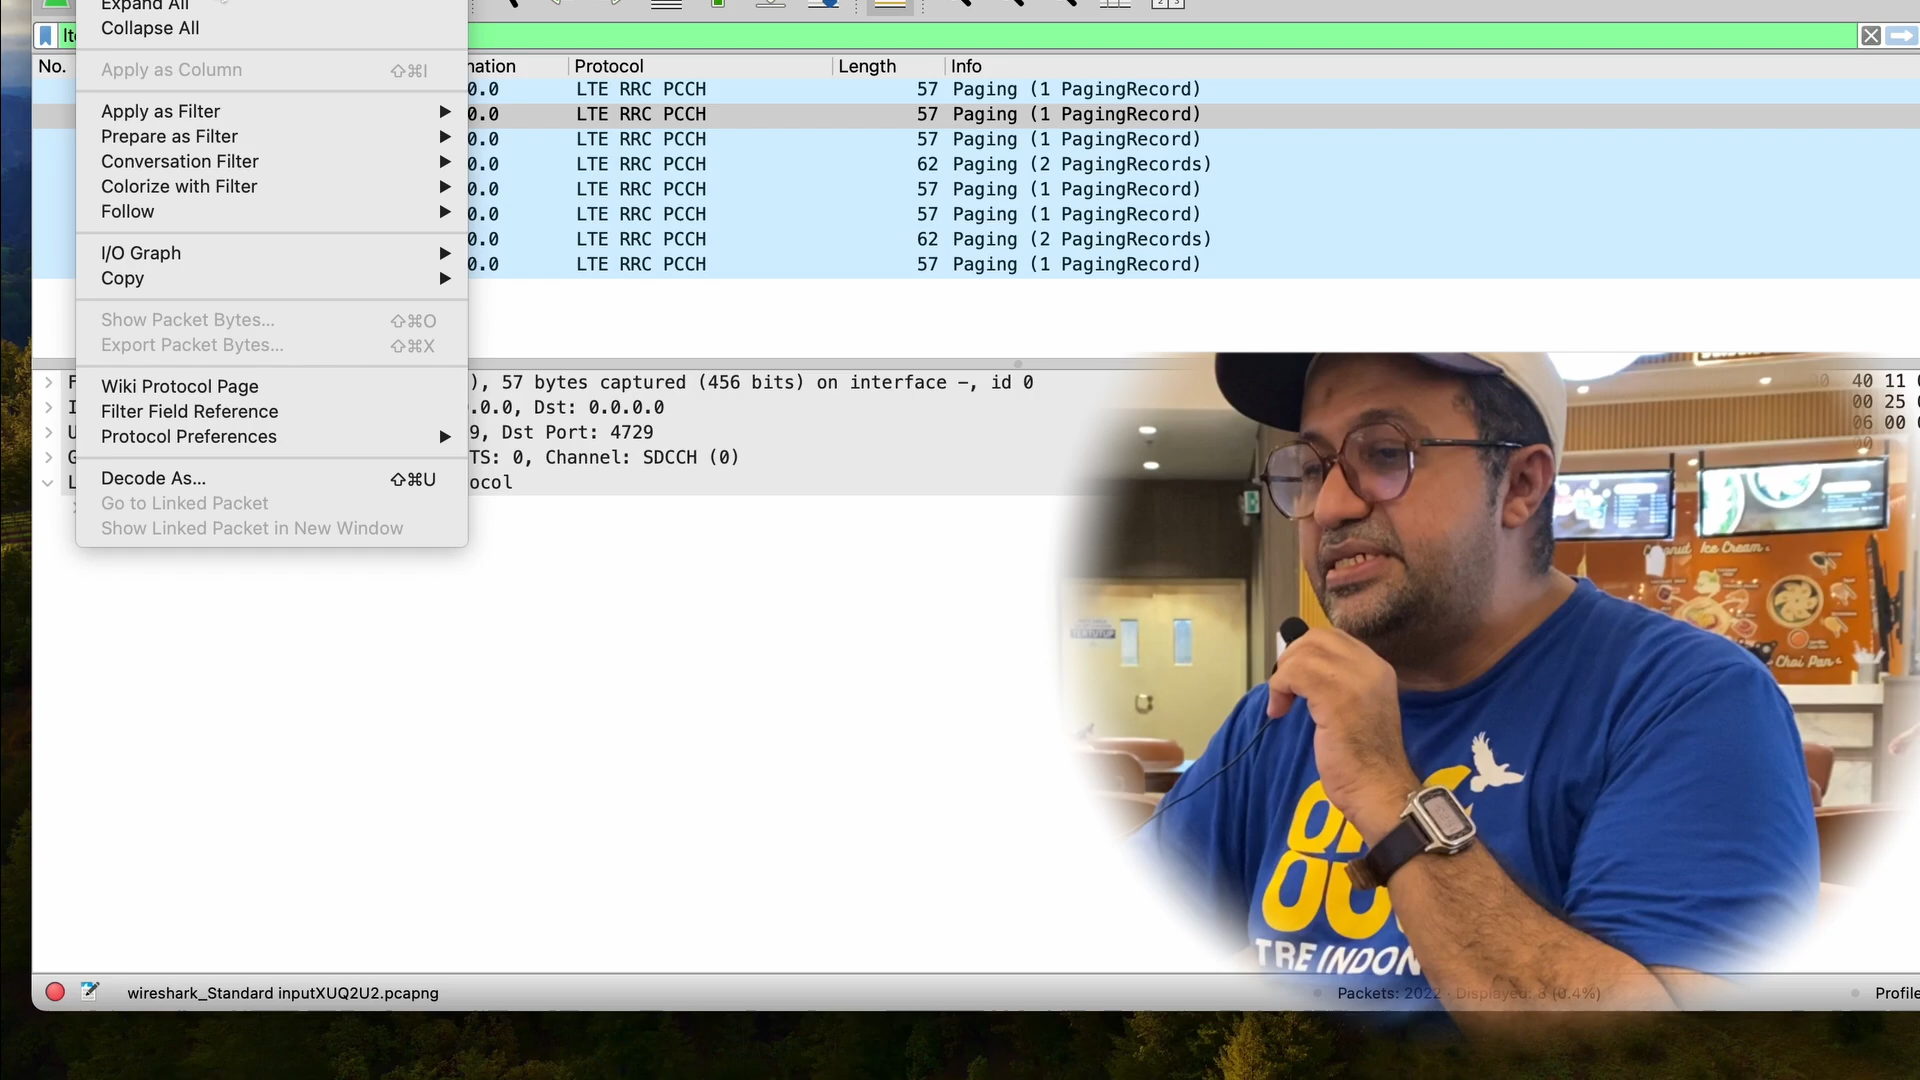 Expand All
Collapse All
lt
No.
nation
Protocol
Length
Info
Apply as Column ⇧⌘I
0.0 LTE RRC PCCH 57 Paging (1 PagingRecord)
Apply as Filter
0.0 LTE RRC PCCH 57 Paging (1 PagingRecord)
Prepare as Filter
0.0 LTE RRC PCCH 57 Paging (1 PagingRecord)
Conversation Filter
0.0 LTE RRC PCCH 62 Paging (2 PagingRecords)
Colorize with Filter
0.0 LTE RRC PCCH 57 Paging (1 PagingRecord)
Follow
0.0 LTE RRC PCCH 57 Paging (1 PagingRecord)
I/O Graph
0.0 LTE RRC PCCH 62 Paging (2 PagingRecords)
Copy
0.0 LTE RRC PCCH 57 Paging (1 PagingRecord)
Show Packet Bytes... ⇧⌘O
Export Packet Bytes... ⇧⌘X
Wiki Protocol Page
F ), 57 bytes captured (456 bits) on interface -, id 0
Filter Field Reference
.0.0, Dst: 0.0.0.0
Protocol Preferences
U 9, Dst Port: 4729
G TS: 0, Channel: SDCCH (0)
Decode As... ⇧⌘U
L ocol
Go to Linked Packet
Show Linked Packet in New Window
40 11
00 25
06 00
00
Ice Cream
Choi Pan
TERTUTUP
TRE INDON
wireshark_Standard inputXUQ2U2.pcapng
Packets: 2022 · Displayed: 8 (0.4%)
Profile